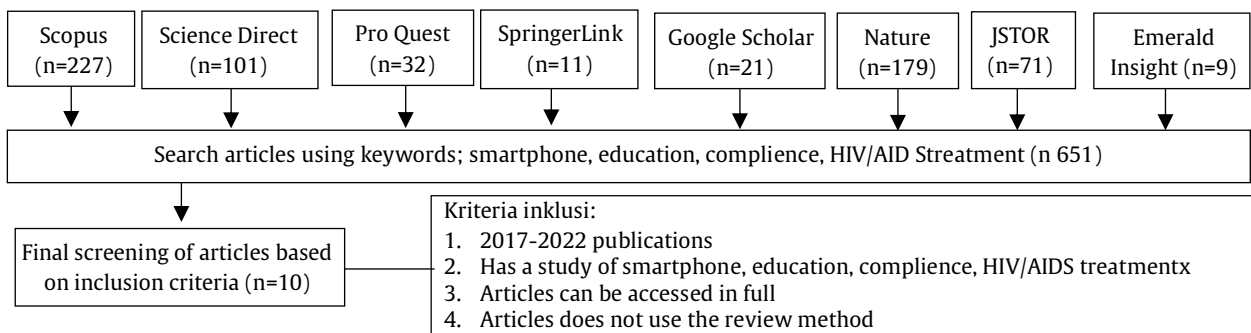 Scopus
(n=227)
Science Direct
(n=101)
Pro Quest
(n=32)
SpringerLink
(n=11)
Google Scholar
(n=21)
Nature
(n=179)
JSTOR
(n=71)
Emerald
Insight (n=9)
Search articles using keywords; smartphone, education, complience, HIV/AID Streatment (n 651)
Final screening of articles based
on inclusion criteria (n=10)
Kriteria inklusi:
1. 2017-2022 publications
2. Has a study of smartphone, education, complience, HIV/AIDS treatmentx
3. Articles can be accessed in full
4. Articles does not use the review method